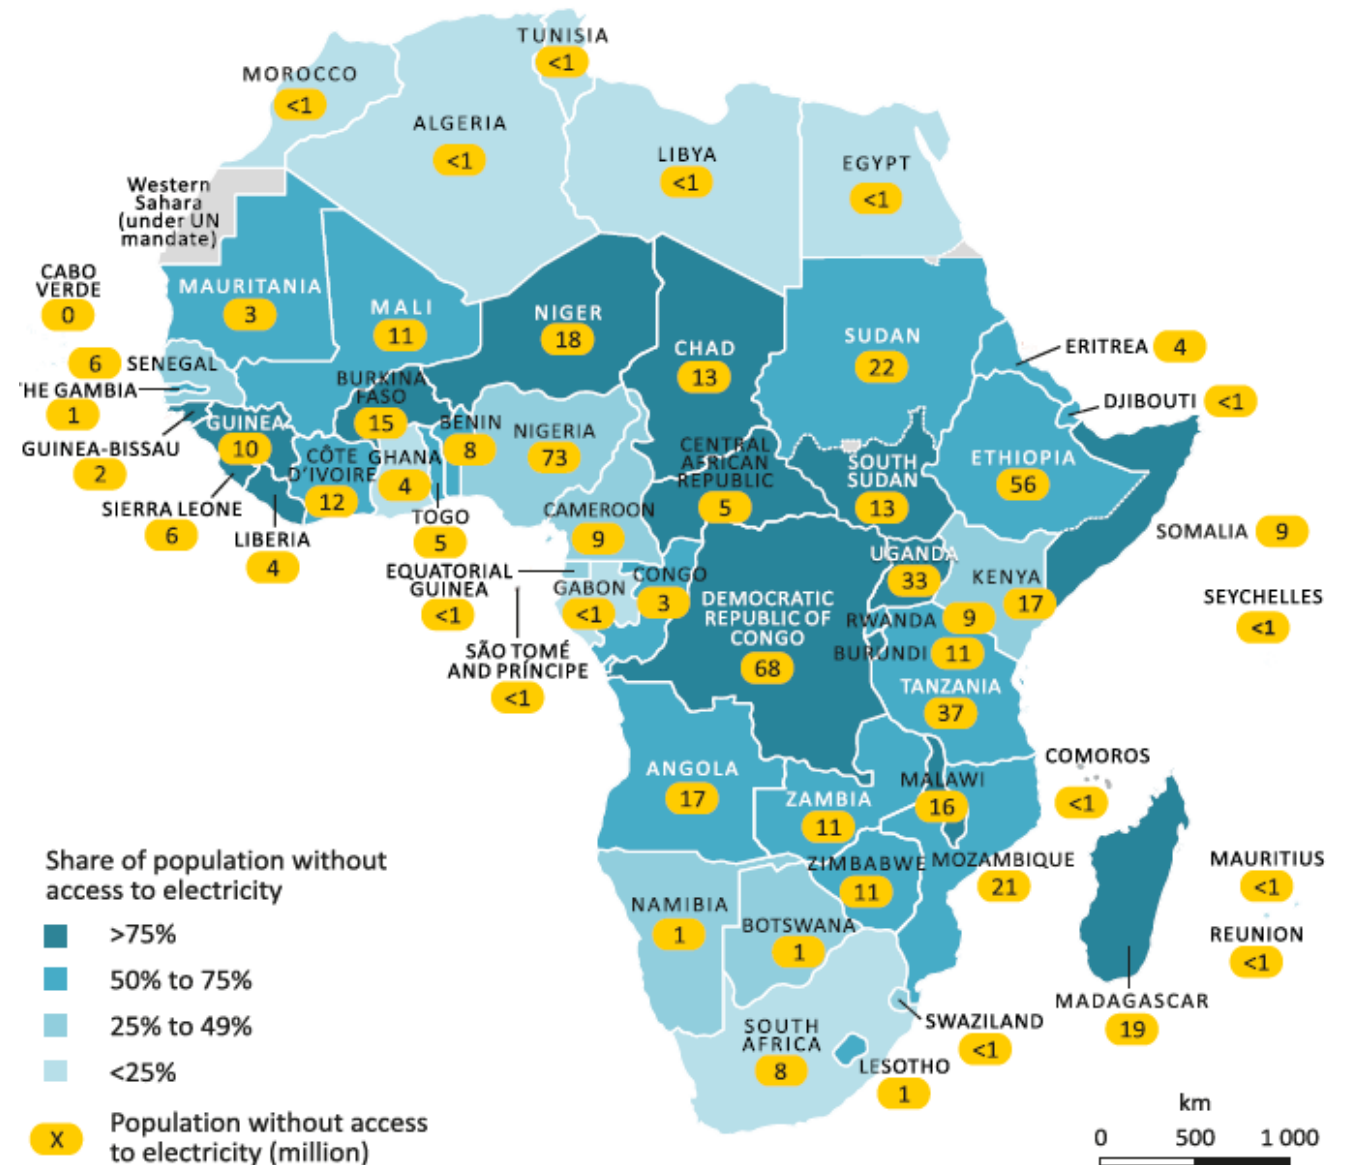 TUNISIA
<1
MOROCCO
<1
ALGERIA
<1
LIBYA
<1
EGYPT
<1
Western
Sahara
(under UN
mandate)
CABO
VERDE
0
MAURITANIA
3
MALI
11
NIGER
18
CHAD
13
SUDAN
22
ERITREA 4
6 SENEGAL
HE GAMBIA
1
BURKINA
FASO
15
DJIBOUTI <1
GUINEA-BISSAU
2
GUINEA
10
CÔTE
D'IVOIRE
12
GHANA
4
BENIN
8
NIGERIA
73
CENTRAL
AFRICAN
REPUBLIC
5
SOUTH
SUDAN
13
ETHIOPIA
56
SIERRA LEONE
6
LIBERIA
4
TOGO
5
CAMEROON
9
SOMALIA 9
EQUATORIAL
GUINEA
<1
GABON
<1
CONGO
3
DEMOCRATIC
REPUBLIC OF
CONGO
68
UGANDA
33
KENYA
17
RWANDA 9
BURUNDI 11
SEYCHELLES
<1
SÃO TOMÉ
AND PRÍNCIPE
<1
TANZANIA
37
ANGOLA
17
ZAMBIA
11
MALAWI
16
COMOROS
<1
ZIMBABWE
11
MOZAMBIQUE
21
MAURITIUS
<1
NAMIBIA
1
BOTSWANA
1
REUNION
<1
MADAGASCAR
19
SOUTH
AFRICA
8
SWAZILAND
<1
LESOTHO
1
Share of population without
access to electricity
>75%
50% to 75%
25% to 49%
<25%
X Population without access
to electricity (million)
km
0 500 1 000